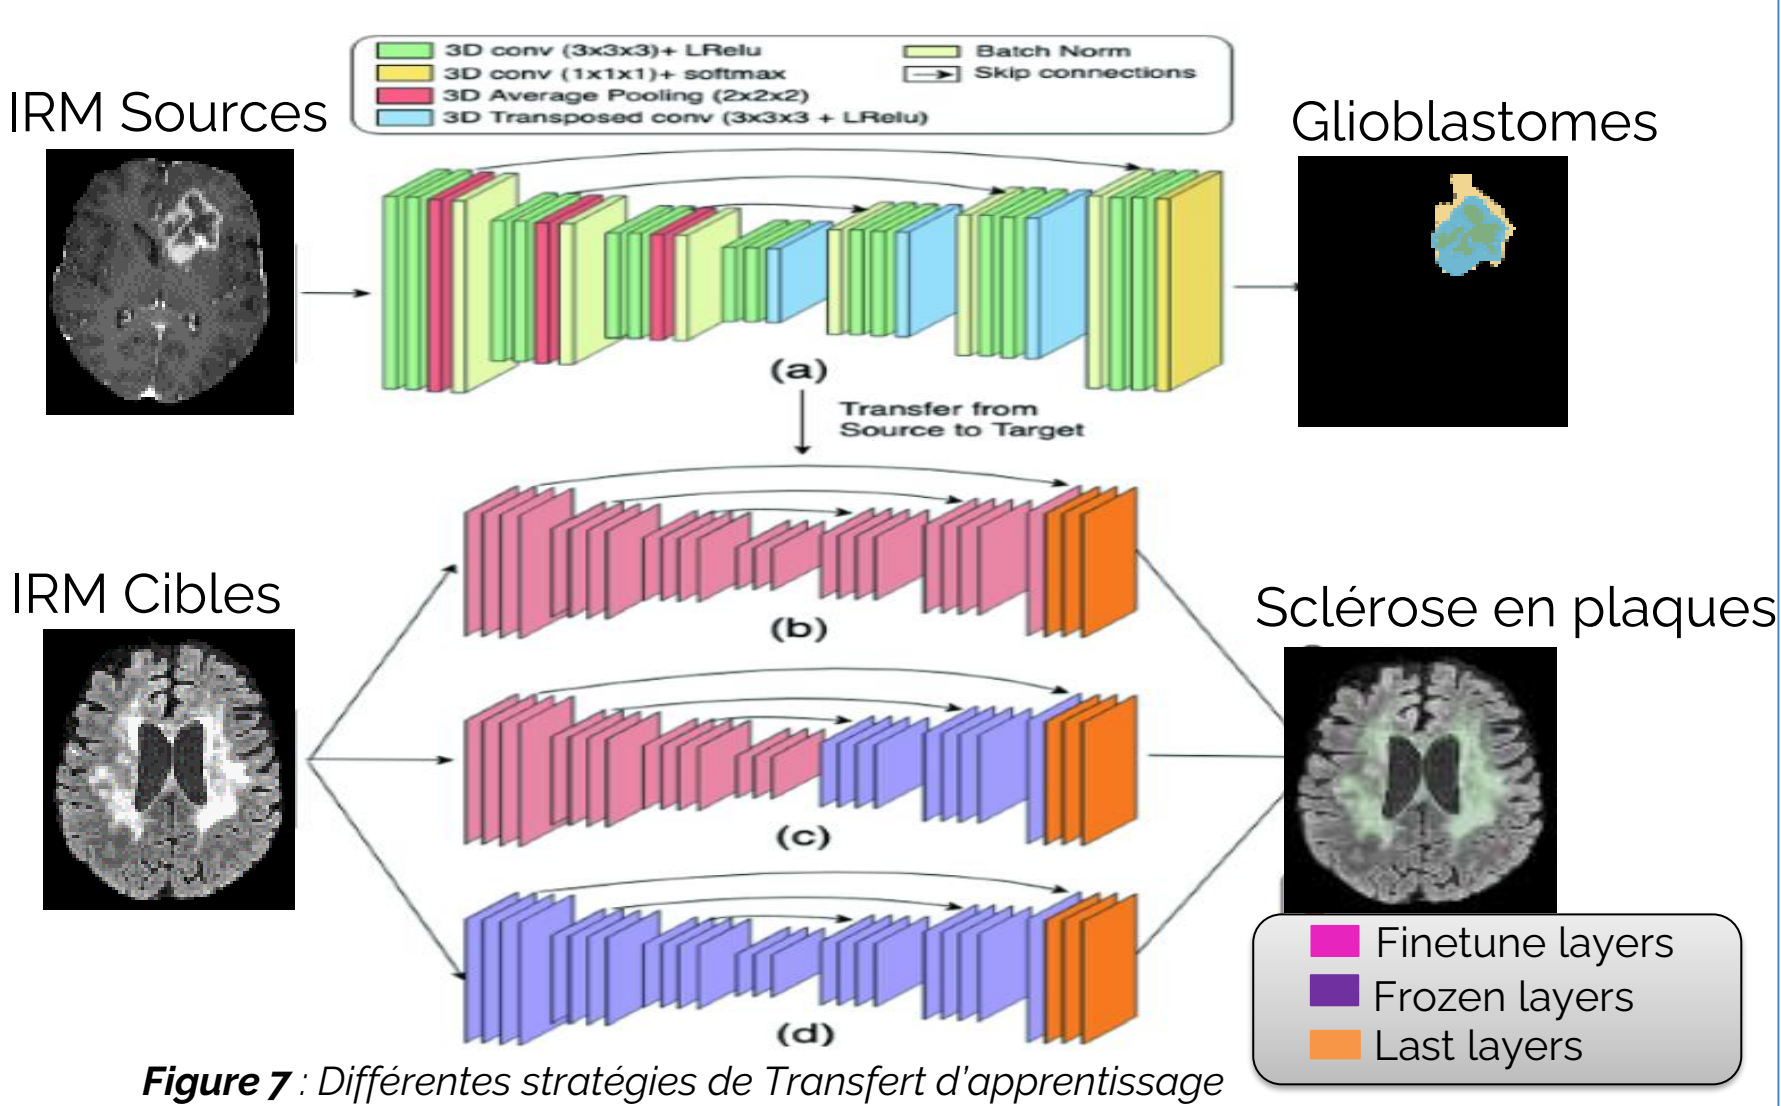 3D conv (3x3x3)+ LRelu
3D conv (1x1x1)+ softmax
3D Average Pooling (2x2x2)
3D Transposed conv (3x3x3 + LRelu)
Batch Norm
Skip connections
IRM Sources
Glioblastomes
(a)
Transfer from
Source to Target
IRM Cibles
(b)
Sclérose en plaques
(c)
(d)
Finetune layers
Frozen layers
Last layers
Figure 7 : Différentes stratégies de Transfert d'apprentissage